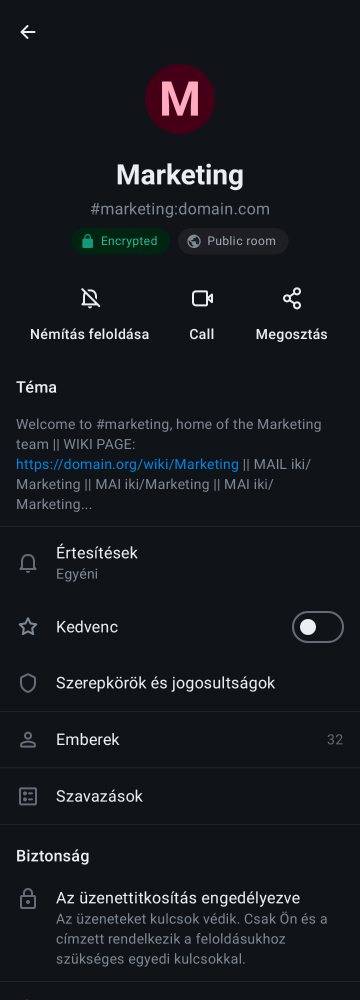 M
Marketing
#marketing:domain.com
Encrypted
Public room
Némítás feloldása
Call
Megosztás
Téma
Welcome to #marketing, home of the Marketing
team || WIKI PAGE:
https://domain.org/wiki/Marketing || MAIL iki/
Marketing || MAI iki/Marketing || MAI iki/
Marketing...
Értesítések
Egyéni
Kedvenc
Szerepkörök és jogosultságok
Emberek
32
Szavazások
Biztonság
Az üzenettitkosítás engedélyezve
Az üzeneteket kulcsok védik. Csak Ön és a
címzett rendelkezik a feloldásukhoz
szükséges egyedi kulcsokkal.